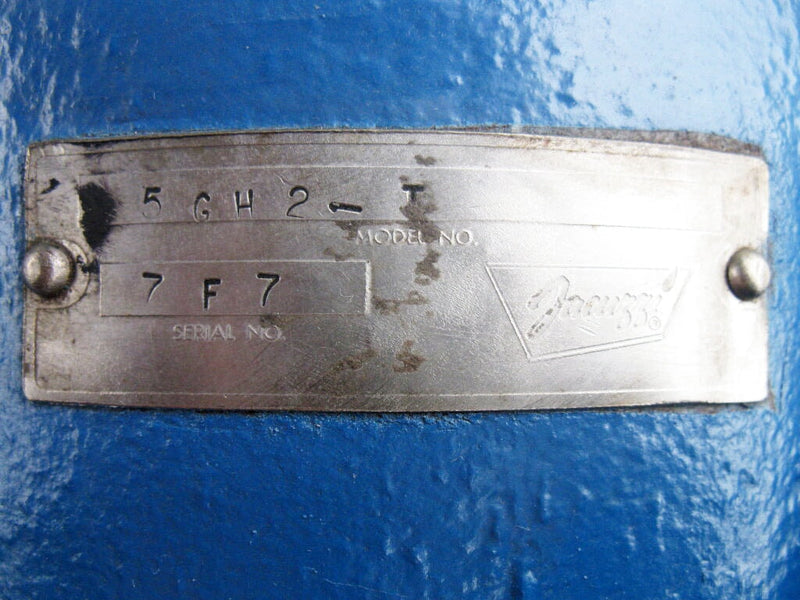 5GH2-T
MODEL NO.
7F7
SERIAL NO.
Jacuzzi